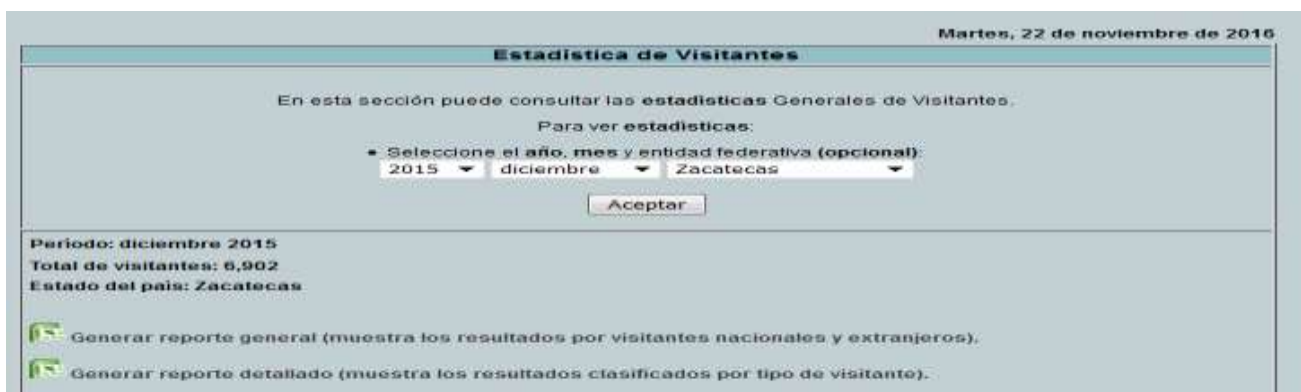 Martes, 22 de noviembre de 2016
Estadística de Visitantes
En esta sección puede consultar las estadísticas Generales de Visitantes.
Para ver estadísticas:
• Seleccione el año, mes y entidad federativa (opcional):
2015 diciembre Zacatecas
Aceptar
Periodo: diciembre 2015
Total de visitantes: 6,902
Estado del país: Zacatecas
Generar reporte general (muestra los resultados por visitantes nacionales y extranjeros).
Generar reporte detallado (muestra los resultados clasificados por tipo de visitante).